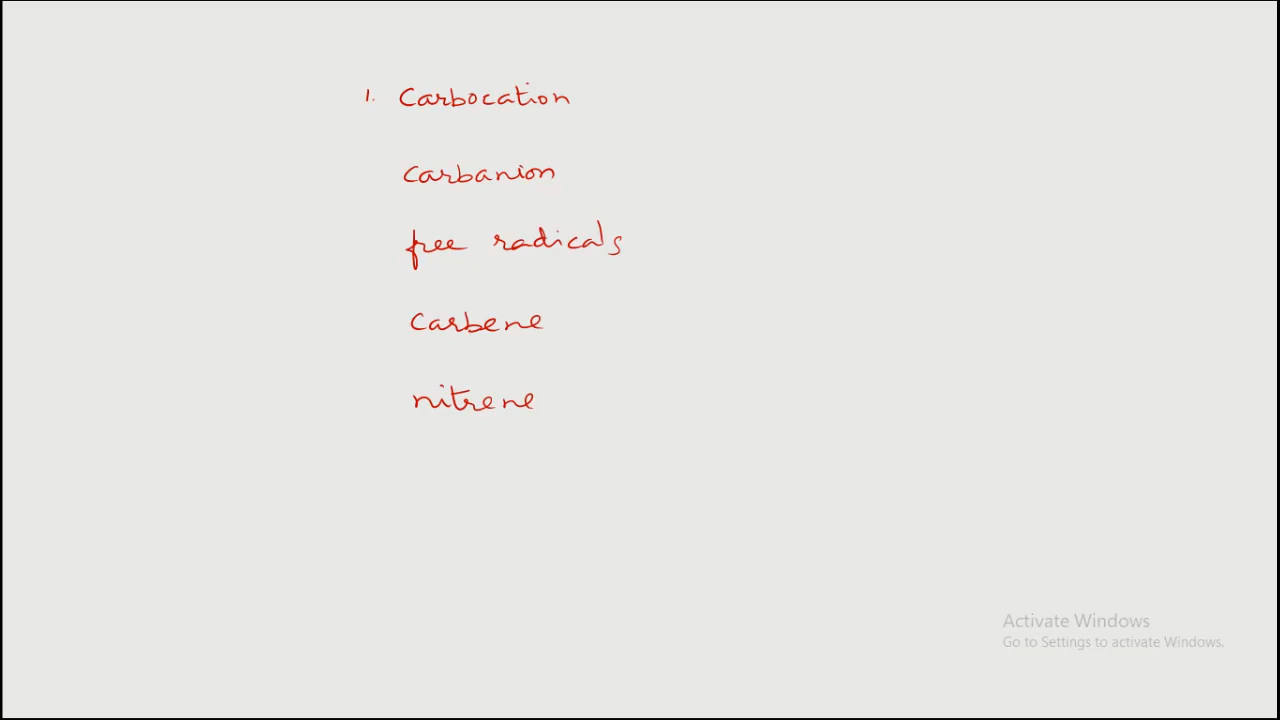 1. Carbocation
Carbanion
free radicals
Carbene
nitrene
Activate Windows
Go to Settings to activate Windows.